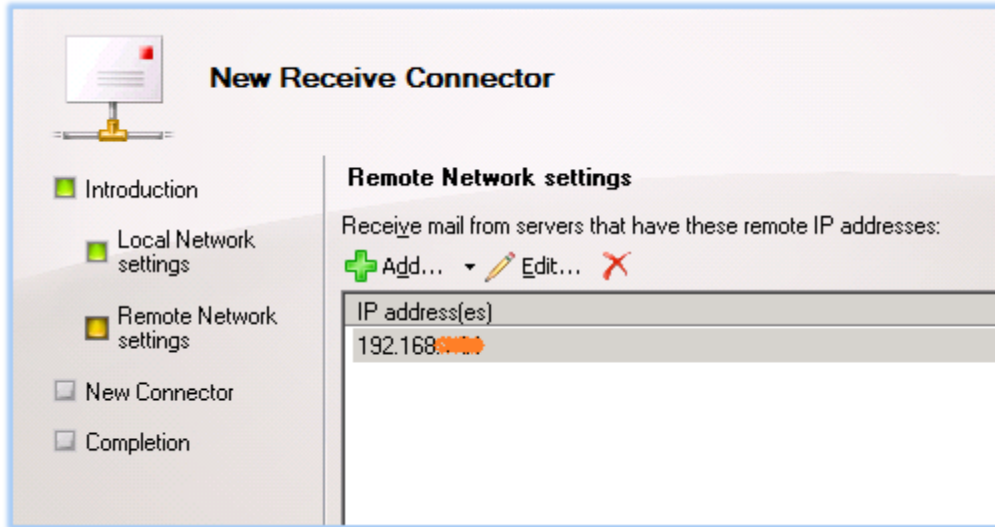 New Receive Connector
Introduction
Local Network
settings
Remote Network
settings
New Connector
Completion
Remote Network settings
Receive mail from servers that have these remote IP addresses:
Add... Edit...
IP address(es)
192.168.